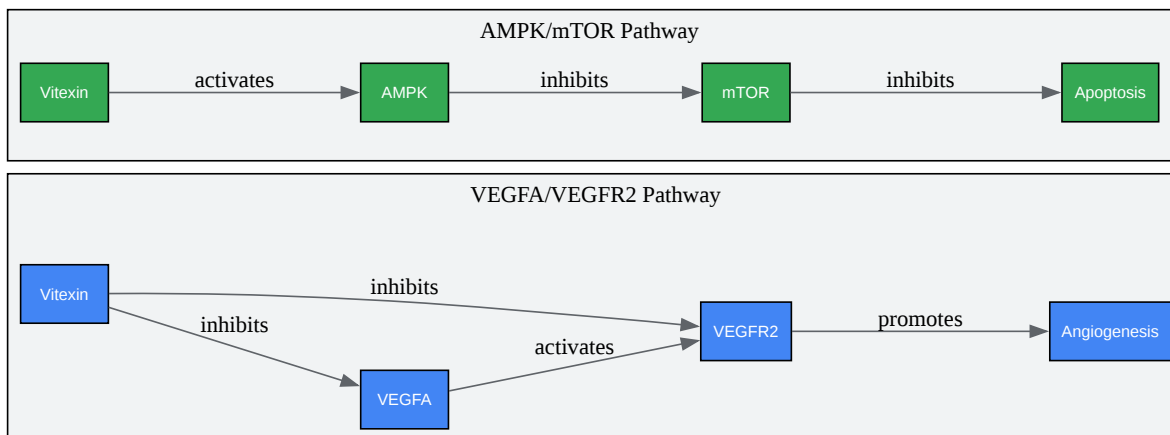 AMPK/mTOR Pathway
Vitexin activates AMPK inhibits mTOR inhibits Apoptosis
VEGFA/VEGFR2 Pathway
Vitexin
inhibits
inhibits
VEGFA
activates
VEGFR2
promotes
Angiogenesis